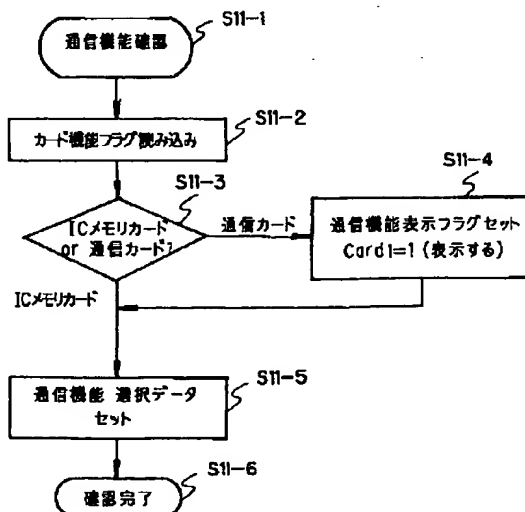 S11-1
通信機能確認
S11-2
カード機能フラグ読み込み
S11-3
ICメモリカード
or 通信カード?
通信カード
S11-4
通信機能表示フラグセット
Card1=1 (表示する)
ICメモリカード
S11-5
通信機能 選択データ
セット
S11-6
確認完了